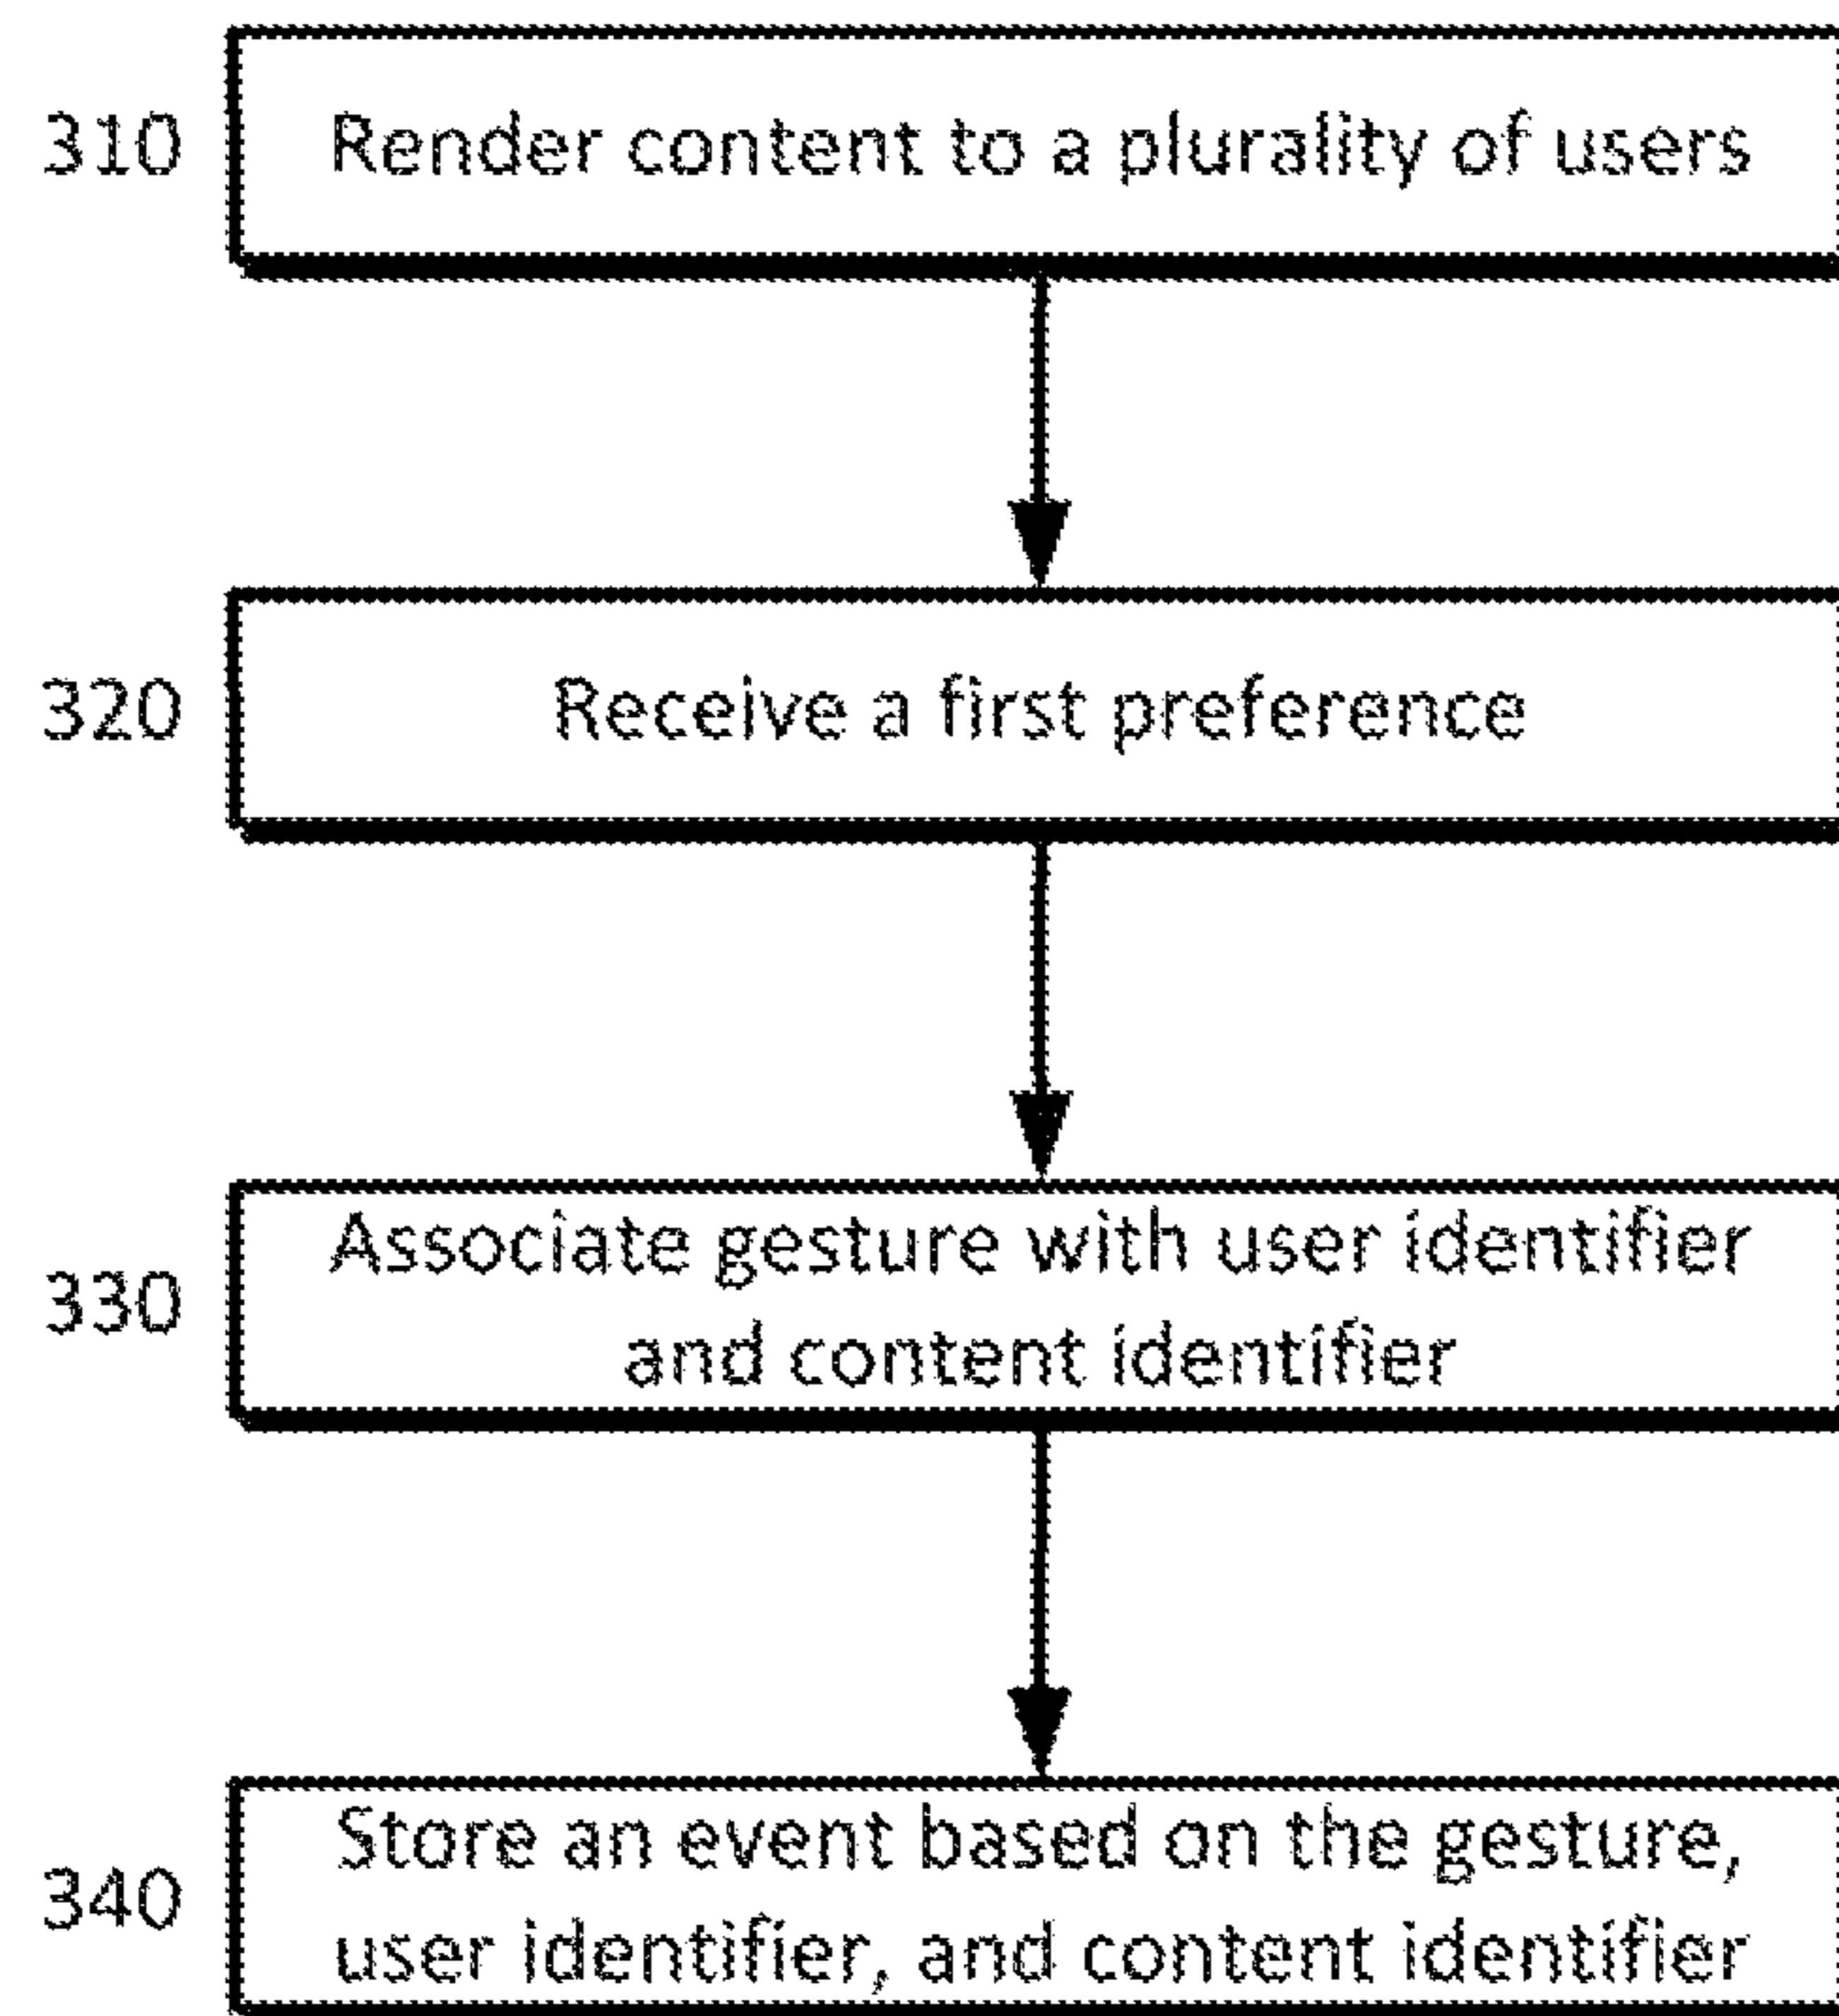 310 Render content to a plurality of users
320 Receive a first preference
330 Associate gesture with user identifier
and content identifier
340 Store an event based on the gesture,
user identifier, and content identifier